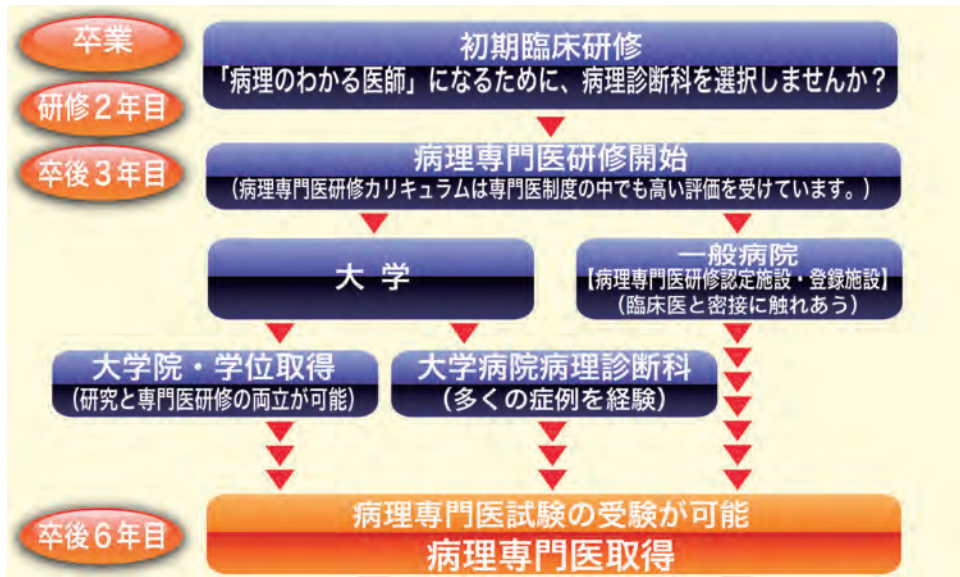 卒業
初期臨床研修
「病理のわかる医師」になるために、病理診断科を選択しませんか？
研修２年目
卒後３年目
病理専門医研修開始
(病理専門医研修カリキュラムは専門医制度の中でも高い評価を受けています。)
大 学
一般病院
【病理専門医研修認定施設・登録施設】
(臨床医と密接に触れあう)
大学院・学位取得
(研究と専門医研修の両立が可能)
大学病院病理診断科
(多くの症例を経験)
卒後６年目
病理専門医試験の受験が可能
病理専門医取得